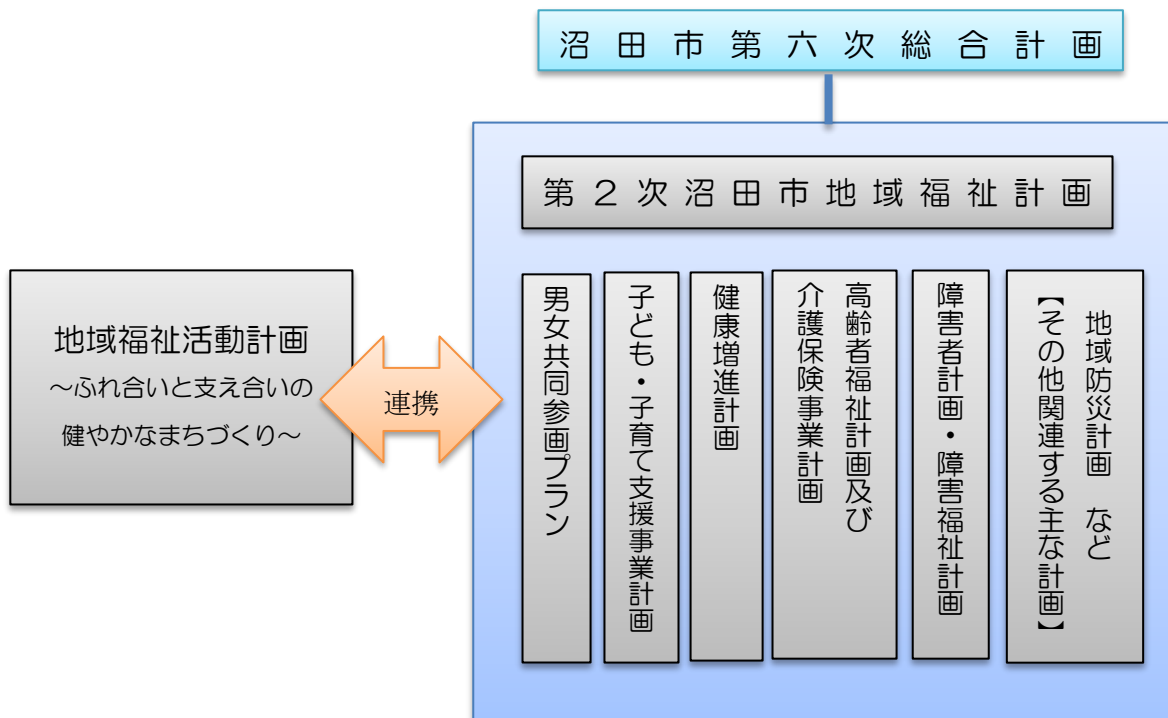 沼田市第六次総合計画
第２次沼田市地域福祉計画
地域福祉活動計画
～ふれ合いと支え合いの
健やかなまちづくり～
連携
男女共同参画プラン
子ども・子育て支援事業計画
健康増進計画
高齢者福祉計画及び
介護保険事業計画
障害者計画・障害福祉計画
地域防災計画　など
【その他関連する主な計画】